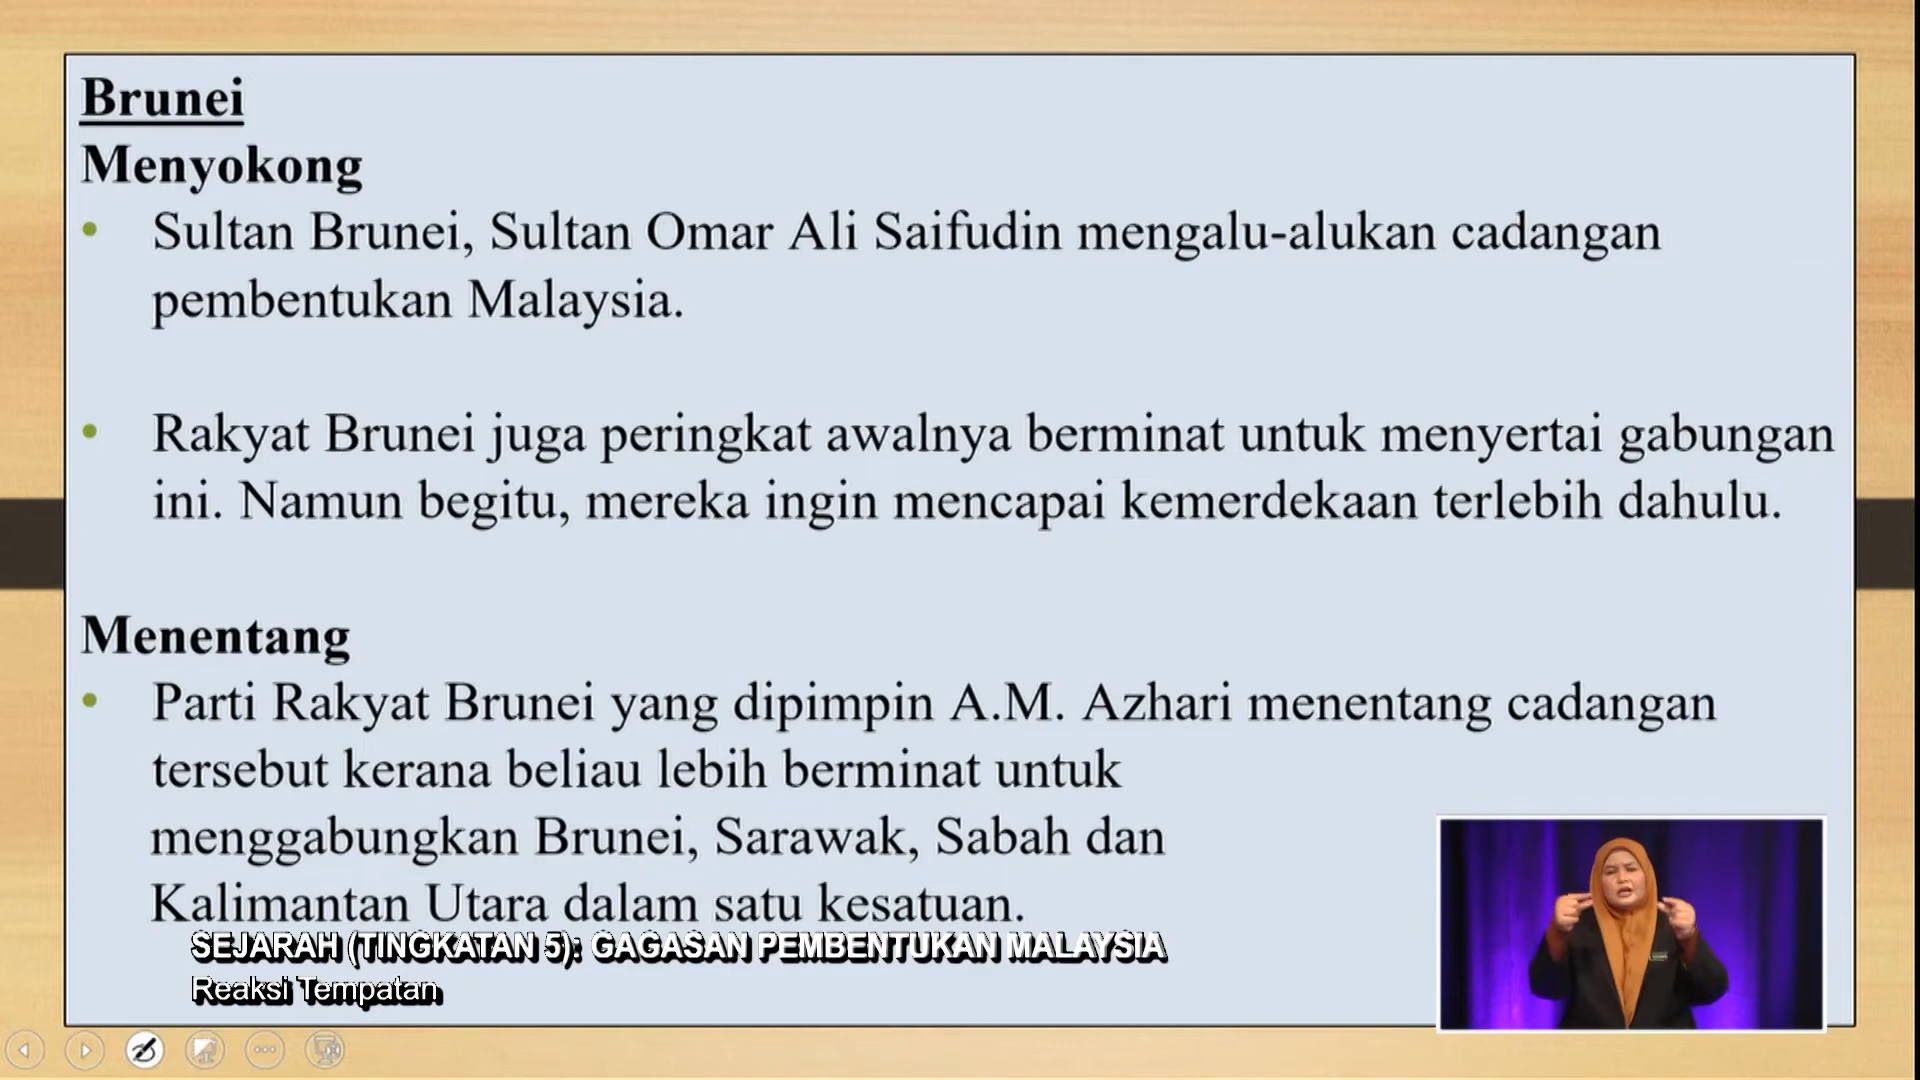 Brunei
Menyokong
• Sultan Brunei, Sultan Omar Ali Saifudin mengalu-alukan cadangan
pembentukan Malaysia.
• Rakyat Brunei juga peringkat awalnya berminat untuk menyertai gabungan
ini. Namun begitu, mereka ingin mencapai kemerdekaan terlebih dahulu.
Menentang
• Parti Rakyat Brunei yang dipimpin A.M. Azhari menentang cadangan
tersebut kerana beliau lebih berminat untuk
menggabungkan Brunei, Sarawak, Sabah dan
Kalimantan Utara dalam satu kesatuan.
SEJARAH (TINGKATAN 5): GAGASAN PEMBENTUKAN MALAYSIA
Reaksi Tempatan